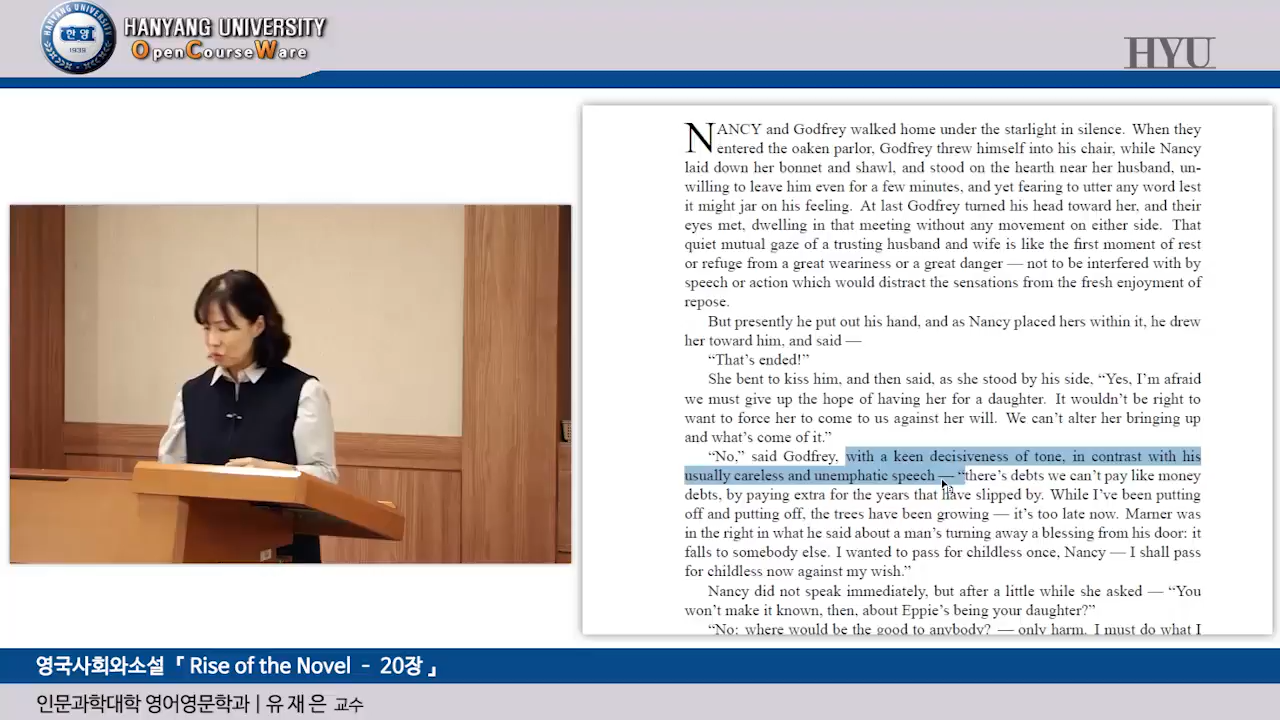 HANYANG UNIVERSITY
OpenCourseWare
한양
1939
HYU
NANCY and Godfrey walked home under the starlight in silence. When they
entered the oaken parlor, Godfrey threw himself into his chair, while Nancy
laid down her bonnet and shawl, and stood on the hearth near her husband, un-
willing to leave him even for a few minutes, and yet fearing to utter any word lest
it might jar on his feeling. At last Godfrey turned his head toward her, and their
eyes met, dwelling in that meeting without any movement on either side. That
quiet mutual gaze of a trusting husband and wife is like the first moment of rest
or refuge from a great weariness or a great danger — not to be interfered with by
speech or action which would distract the sensations from the fresh enjoyment of
repose.
But presently he put out his hand, and as Nancy placed hers within it, he drew
her toward him, and said —
“That’s ended!”
She bent to kiss him, and then said, as she stood by his side, “Yes, I’m afraid
we must give up the hope of having her for a daughter. It wouldn’t be right to
want to force her to come to us against her will. We can’t alter her bringing up
and what’s come of it.”
“No,” said Godfrey, with a keen decisiveness of tone, in contrast with his
usually careless and unemphatic speech — “there’s debts we can’t pay like money
debts, by paying extra for the years that have slipped by. While I’ve been putting
off and putting off, the trees have been growing — it’s too late now. Marner was
in the right in what he said about a man’s turning away a blessing from his door: it
falls to somebody else. I wanted to pass for childless once, Nancy — I shall pass
for childless now against my wish.”
Nancy did not speak immediately, but after a little while she asked — “You
won’t make it known, then, about Eppie’s being your daughter?”
“No: where would be the good to anybody? — only harm. I must do what I
영국사회와소설 「 Rise of the Novel - 20장 」
인문과학대학 영어영문학과 | 유 재 은 교수